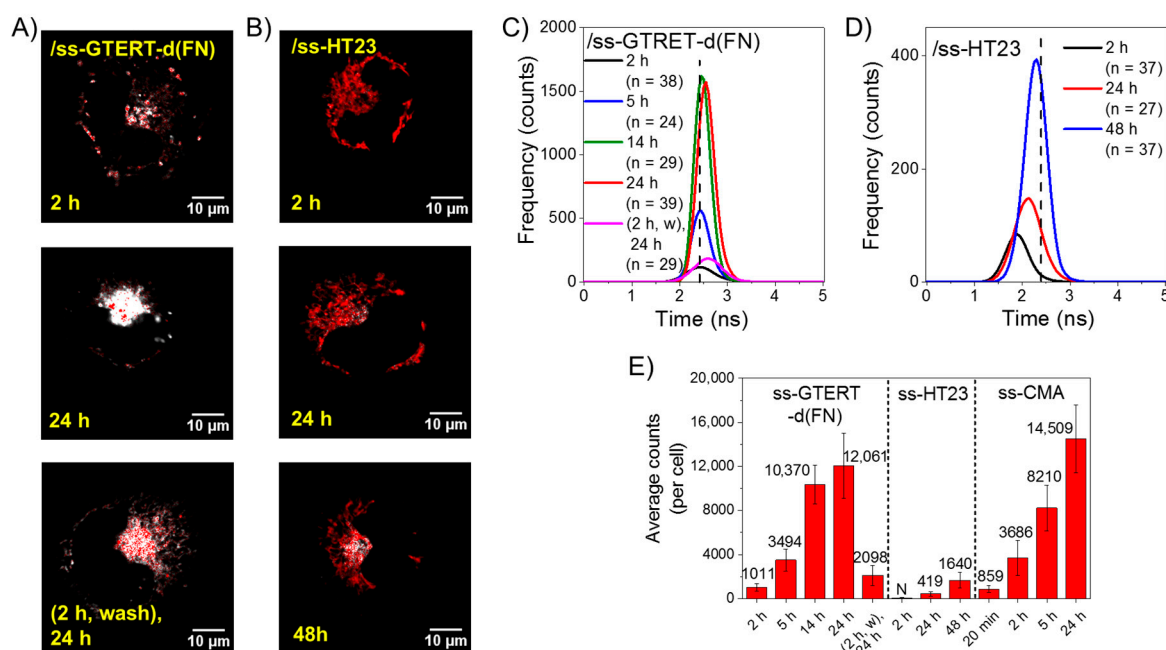 A)
/ss-GTERT-d(FN)
2 h
10 µm
24 h
10 µm
(2 h, wash),
24 h
10 µm
B)
/ss-HT23
2 h
10 µm
24 h
10 µm
48h
10 µm
C)
/ss-GTRET-d(FN)
2 h
(n = 38)
5 h
(n = 24)
14 h
(n = 29)
24 h
(n = 39)
(2 h, w),
24 h
(n = 29)
Frequency (counts)
2000
1500
1000
500
0
0 1 2 3 4 5
Time (ns)
D)
/ss-HT23
2 h
(n = 37)
24 h
(n = 27)
48 h
(n = 37)
Frequency (counts)
400
200
0
0 1 2 3 4 5
Time (ns)
E)
Average counts
(per cell)
20,000
16,000
12,000
8000
4000
0
ss-GTERT
-d(FN)
ss-HT23
ss-CMA
1011
3494
10,370
12,061
2098
N
419
1640
859
3686
8210
14,509
2 h
5 h
14 h
24 h
(2 h, w),
24 h
2 h
24 h
48 h
20 min
2 h
5 h
24 h